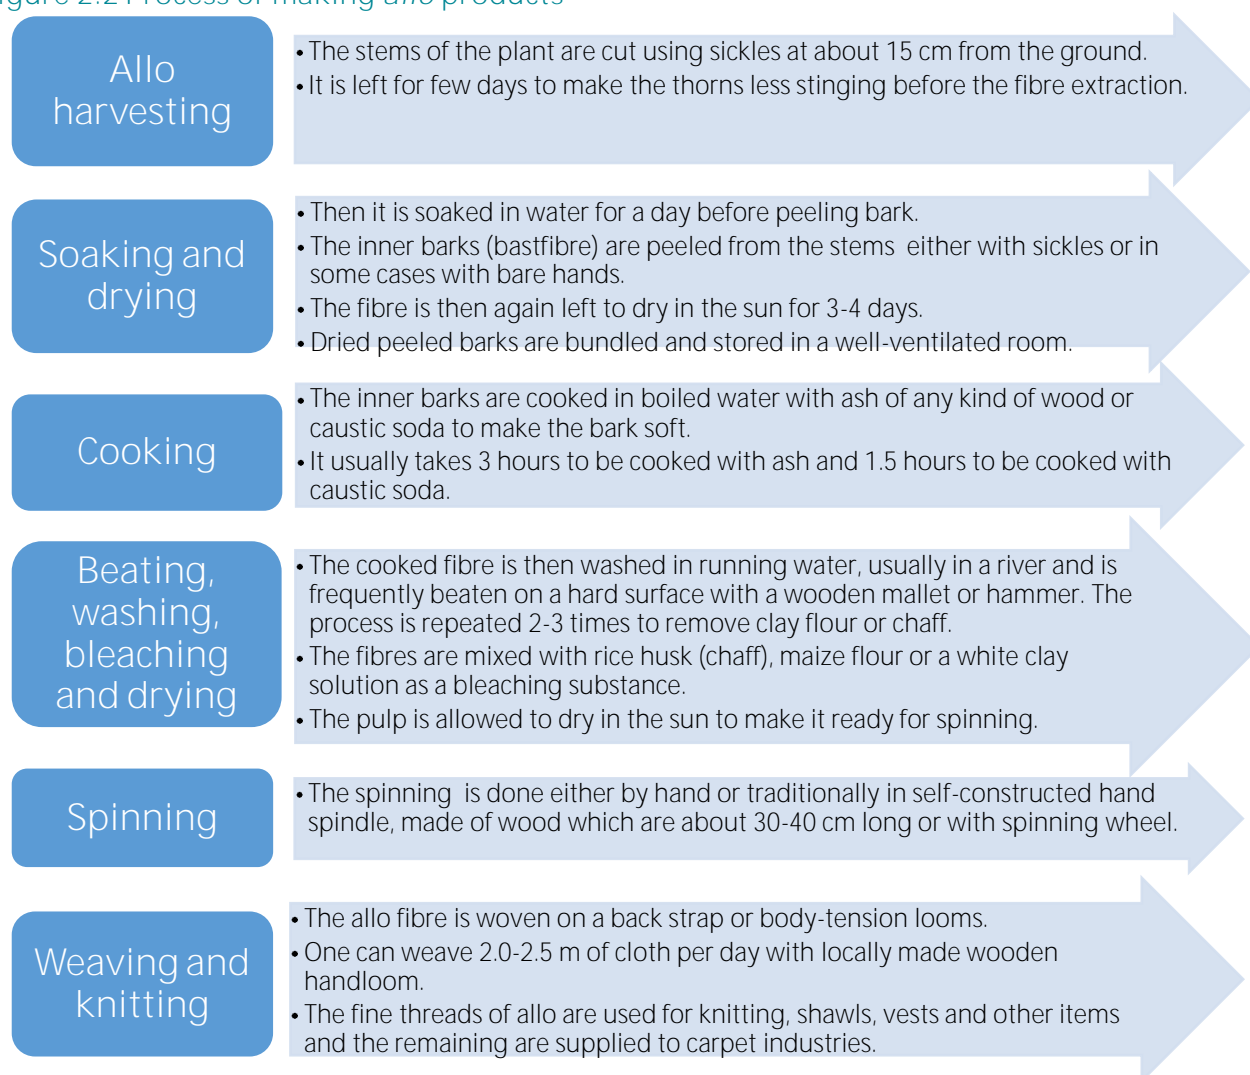 Figure 2.2 Process of making allo products
Allo
harvesting
• The stems of the plant are cut using sickles at about 15 cm from the ground.
• It is left for few days to make the thorns less stinging before the fibre extraction.
Soaking and
drying
• Then it is soaked in water for a day before peeling bark.
• The inner barks (bastfibre) are peeled from the stems either with sickles or in
some cases with bare hands.
• The fibre is then again left to dry in the sun for 3-4 days.
• Dried peeled barks are bundled and stored in a well-ventilated room.
Cooking
• The inner barks are cooked in boiled water with ash of any kind of wood or
caustic soda to make the bark soft.
• It usually takes 3 hours to be cooked with ash and 1.5 hours to be cooked with
caustic soda.
Beating,
washing,
bleaching
and drying
• The cooked fibre is then washed in running water, usually in a river and is
frequently beaten on a hard surface with a wooden mallet or hammer. The
process is repeated 2-3 times to remove clay flour or chaff.
• The fibres are mixed with rice husk (chaff), maize flour or a white clay
solution as a bleaching substance.
• The pulp is allowed to dry in the sun to make it ready for spinning.
Spinning
• The spinning is done either by hand or traditionally in self-constructed hand
spindle, made of wood which are about 30-40 cm long or with spinning wheel.
Weaving and
knitting
• The allo fibre is woven on a back strap or body-tension looms.
• One can weave 2.0-2.5 m of cloth per day with locally made wooden
handloom.
• The fine threads of allo are used for knitting, shawls, vests and other items
and the remaining are supplied to carpet industries.